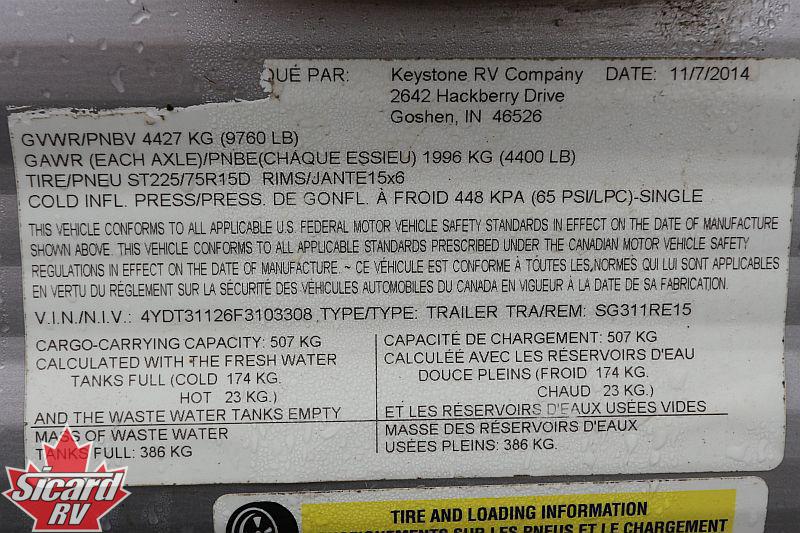 QUÉ PAR: Keystone RV Company DATE: 11/7/2014
2642 Hackberry Drive
Goshen, IN 46526
GVWR/PNBV 4427 KG (9760 LB)
GAWR (EACH AXLE)/PNBE(CHAQUE ESSIEU) 1996 KG (4400 LB)
TIRE/PNEU ST225/75R15D RIMS/JANTE15x6
COLD INFL. PRESS/PRESS. DE GONFL. À FROID 448 KPA (65 PSI/LPC)-SINGLE
THIS VEHICLE CONFORMS TO ALL APPLICABLE U.S. FEDERAL MOTOR VEHICLE SAFETY STANDARDS IN EFFECT ON THE DATE OF MANUFACTURE
SHOWN ABOVE. THIS VEHICLE CONFORMS TO ALL APPLICABLE STANDARDS PRESCRIBED UNDER THE CANADIAN MOTOR VEHICLE SAFETY
REGULATIONS IN EFFECT ON THE DATE OF MANUFACTURE. ~ CE VÉHICULE EST CONFORME À TOUTES LES,NORMES QUI LUI SONT APPLICABLES
EN VERTU DU RÈGLEMENT SUR LA SÉCURITÉ DES VÉHICULES AUTOMOBILES DU CANADA EN VIGUEUR À LA DATE DE SA FABRICATION.
V.I.N./N.I.V.: 4YDT31126F3103308 TYPE/TYPE: TRAILER TRA/REM: SG311RE15
CARGO-CARRYING CAPACITY: 507 KG
CALCULATED WITH THE FRESH WATER
TANKS FULL (COLD 174 KG.
HOT 23 KG.)
AND THE WASTE WATER TANKS EMPTY
MASS OF WASTE WATER
TANKS FULL: 386 KG
CAPACITÉ DE CHARGEMENT: 507 KG
CALCULÉE AVEC LES RÉSERVOIRS D'EAU
DOUCE PLEINS (FROID 174 KG.
CHAUD 23 KG.)
ET LES RÉSERVOIRS D'EAUX USÉES VIDES
MASSE DES RÉSERVOIRS D'EAUX
USÉES PLEINS: 386 KG.
Sicard
RV
TIRE AND LOADING INFORMATION
SUR LES PNEUS ET LE CHARGEMENT